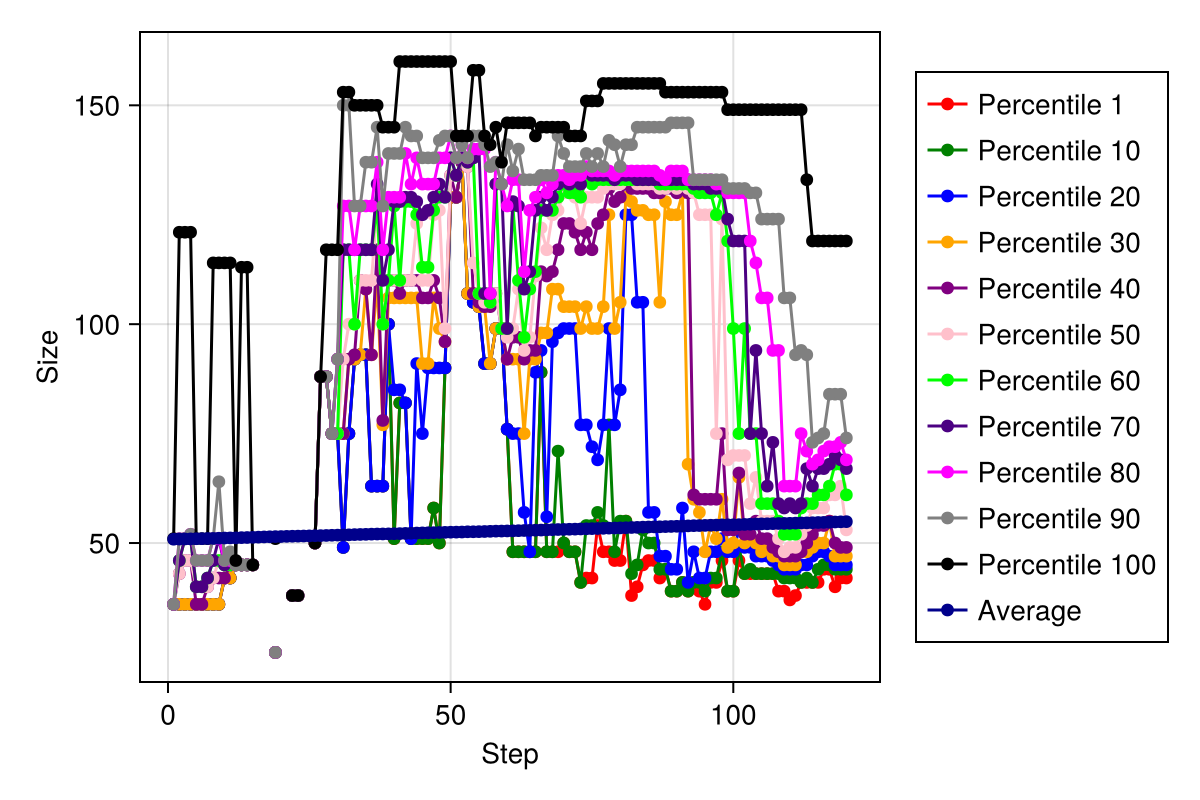 Size
150
100
50
0
50
100
Step
Percentile 1
Percentile 10
Percentile 20
Percentile 30
Percentile 40
Percentile 50
Percentile 60
Percentile 70
Percentile 80
Percentile 90
Percentile 100
Average